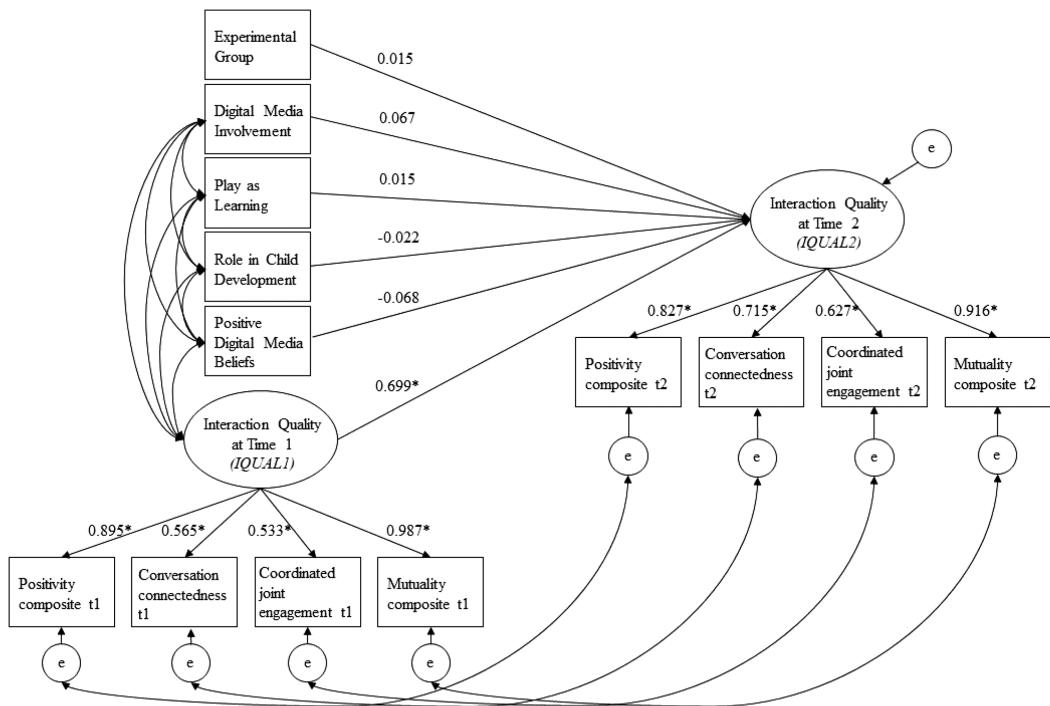 Experimental
Group
0.015
Digital Media
Involvement
0.067
Play as
Learning
0.015
Role in Child
Development
-0.022
Positive
Digital Media
Beliefs
-0.068
e
Interaction Quality
at Time 2
(IQUAL2)
0.699*
Interaction Quality
at Time 1
(IQUAL1)
0.827*
0.715*
0.627*
0.916*
Positivity
composite t2
Conversation
connectedness
t2
Coordinated
joint
engagement t2
Mutuality
composite t2
e
e
e
e
0.895*
0.565*
0.533*
0.987*
Positivity
composite t1
Conversation
connectedness
t1
Coordinated
joint
engagement t1
Mutuality
composite t1
e
e
e
e